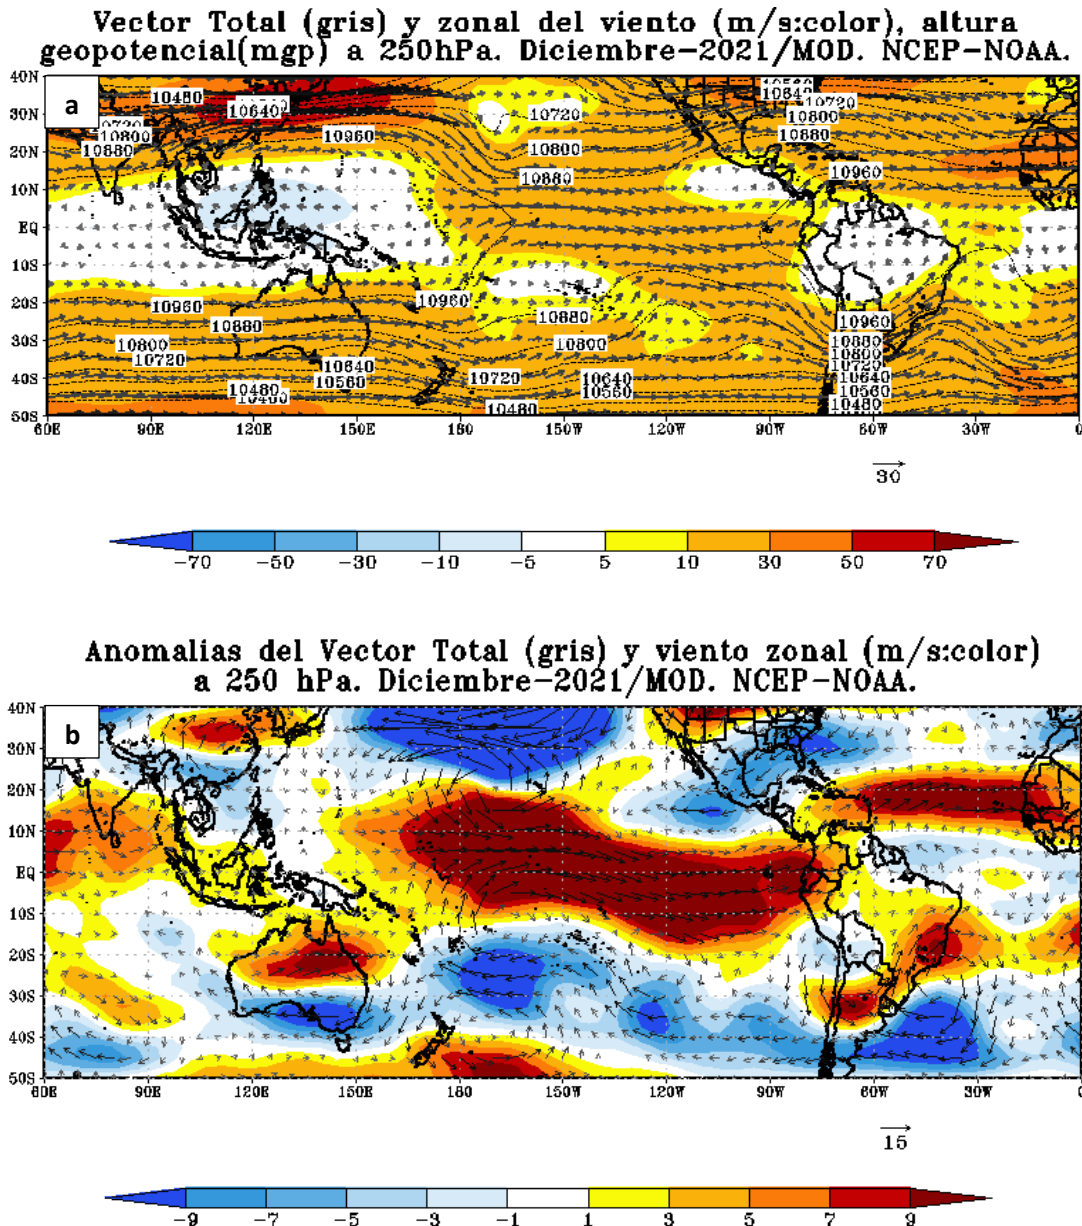 Vector Total (gris) y zonal del viento (m/s:color), altura
geopotencial(mgp) a 250hPa. Diciembre-2021/MOD. NCEP-NOAA.
a
40N
30N
20N
10N
EQ
10S
20S
30S
40S
50S
10480
10640
10720
10800
10880
10960
10720
10800
10880
10560
10640
10720
10800
10880
10960
10960
10880
10800
10720
10640
10560
10480
10960
10880
10800
10720
10640
10560
10480
10960
10880
10800
10720
10640
10560
10480
60E 90E 120E 150E 180 150W 120W 90W 60W 30W 0
30
-70 -50 -30 -10 -5 5 10 30 50 70
Anomalias del Vector Total (gris) y viento zonal (m/s:color)
a 250 hPa. Diciembre-2021/MOD. NCEP-NOAA.
b
40N
30N
20N
10N
EQ
10S
20S
30S
40S
50S
60E 90E 120E 150E 180 150W 120W 90W 60W 30W
15
-9 -7 -5 -3 -1 1 3 5 7 9